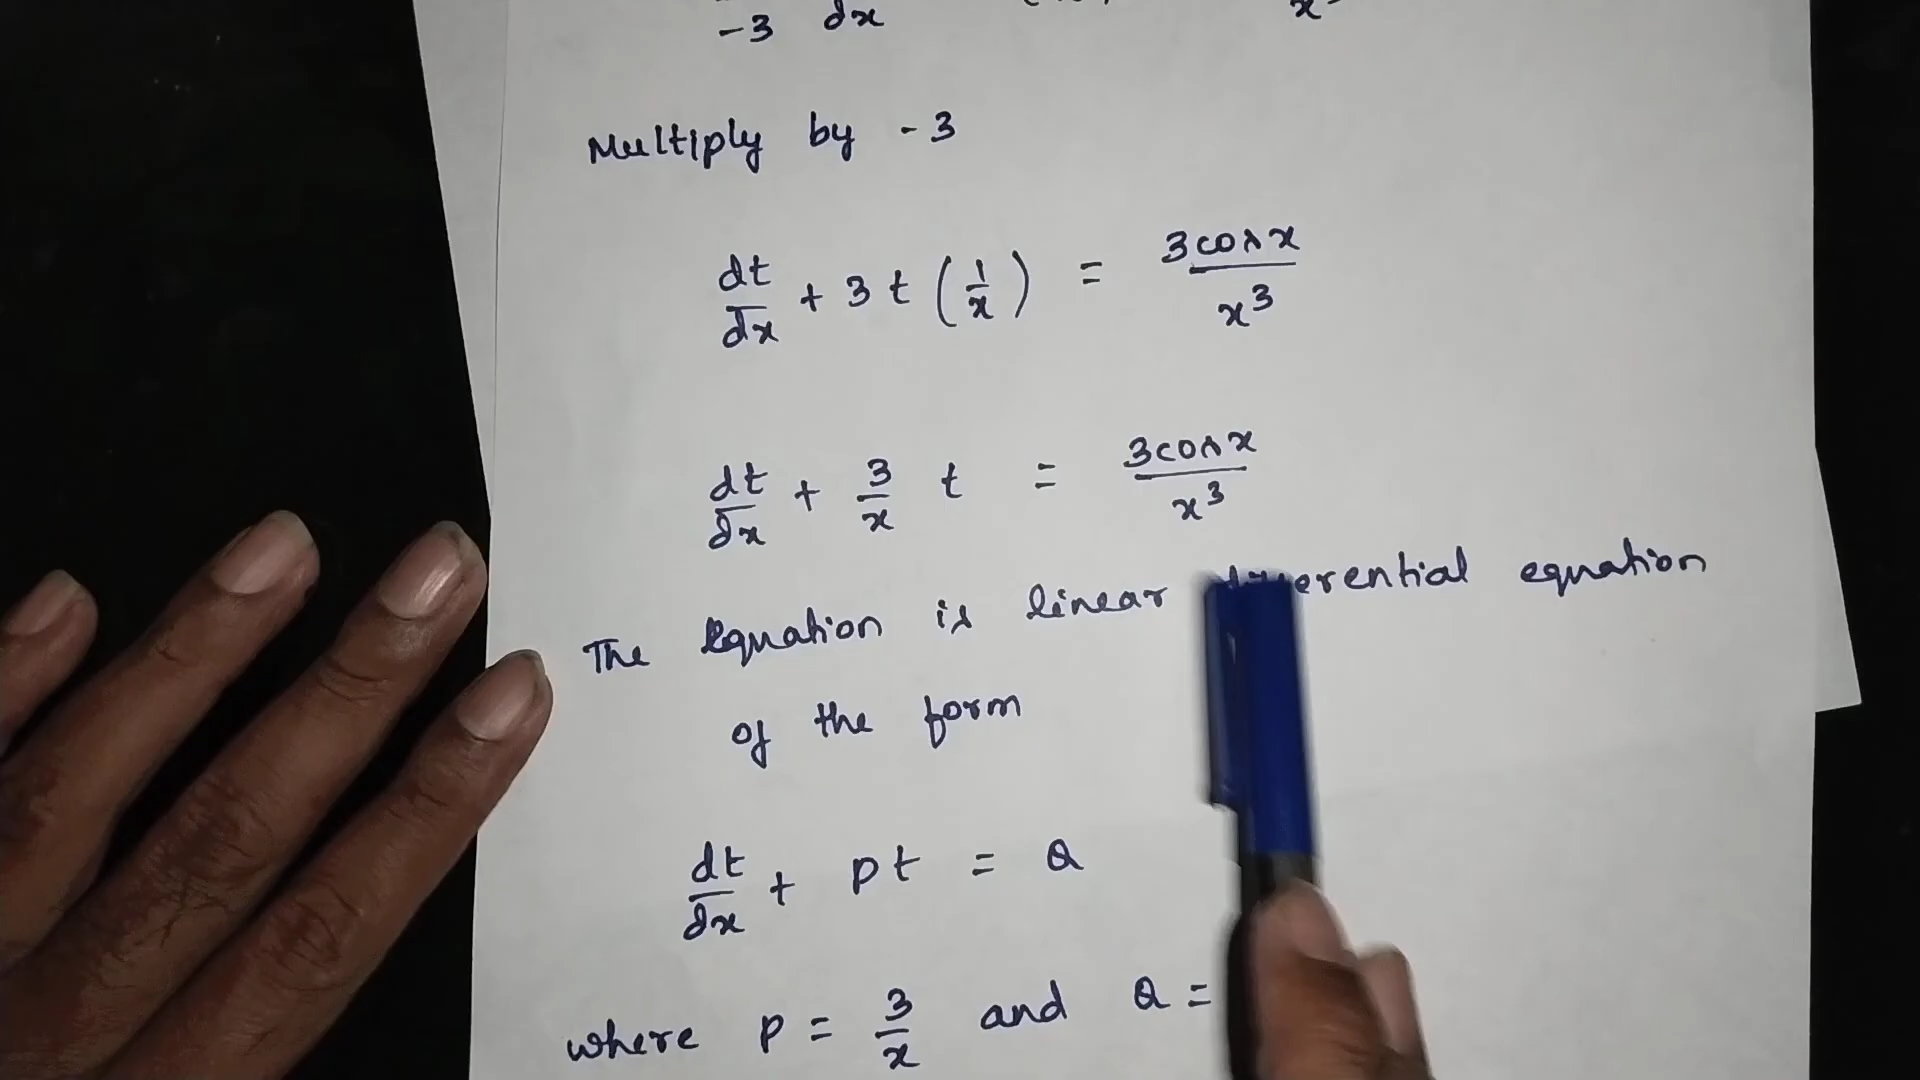 -3 dx x
Multiply by -3
dt/dx + 3t (1/x) = 3cosx/x³
dt/dx + 3/x t = 3cosx/x³
The equation is linear differential equation
of the form
dt/dx + pt = Q
where p = 3/x and Q =